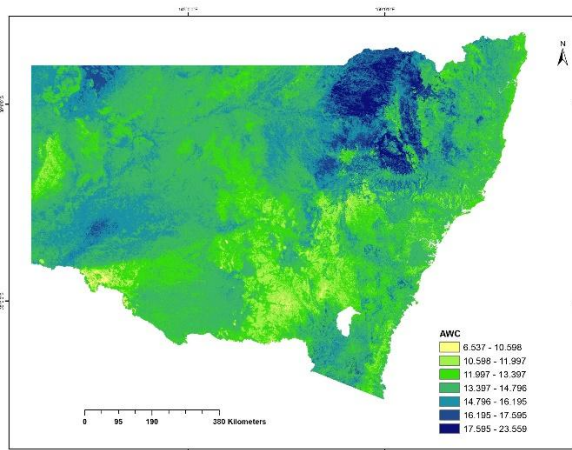 N
AWC
6.537 - 10.598
10.598 - 11.997
11.997 - 13.397
13.397 - 14.796
14.796 - 16.195
16.195 - 17.595
17.595 - 23.559
0 95 190 380 Kilometers